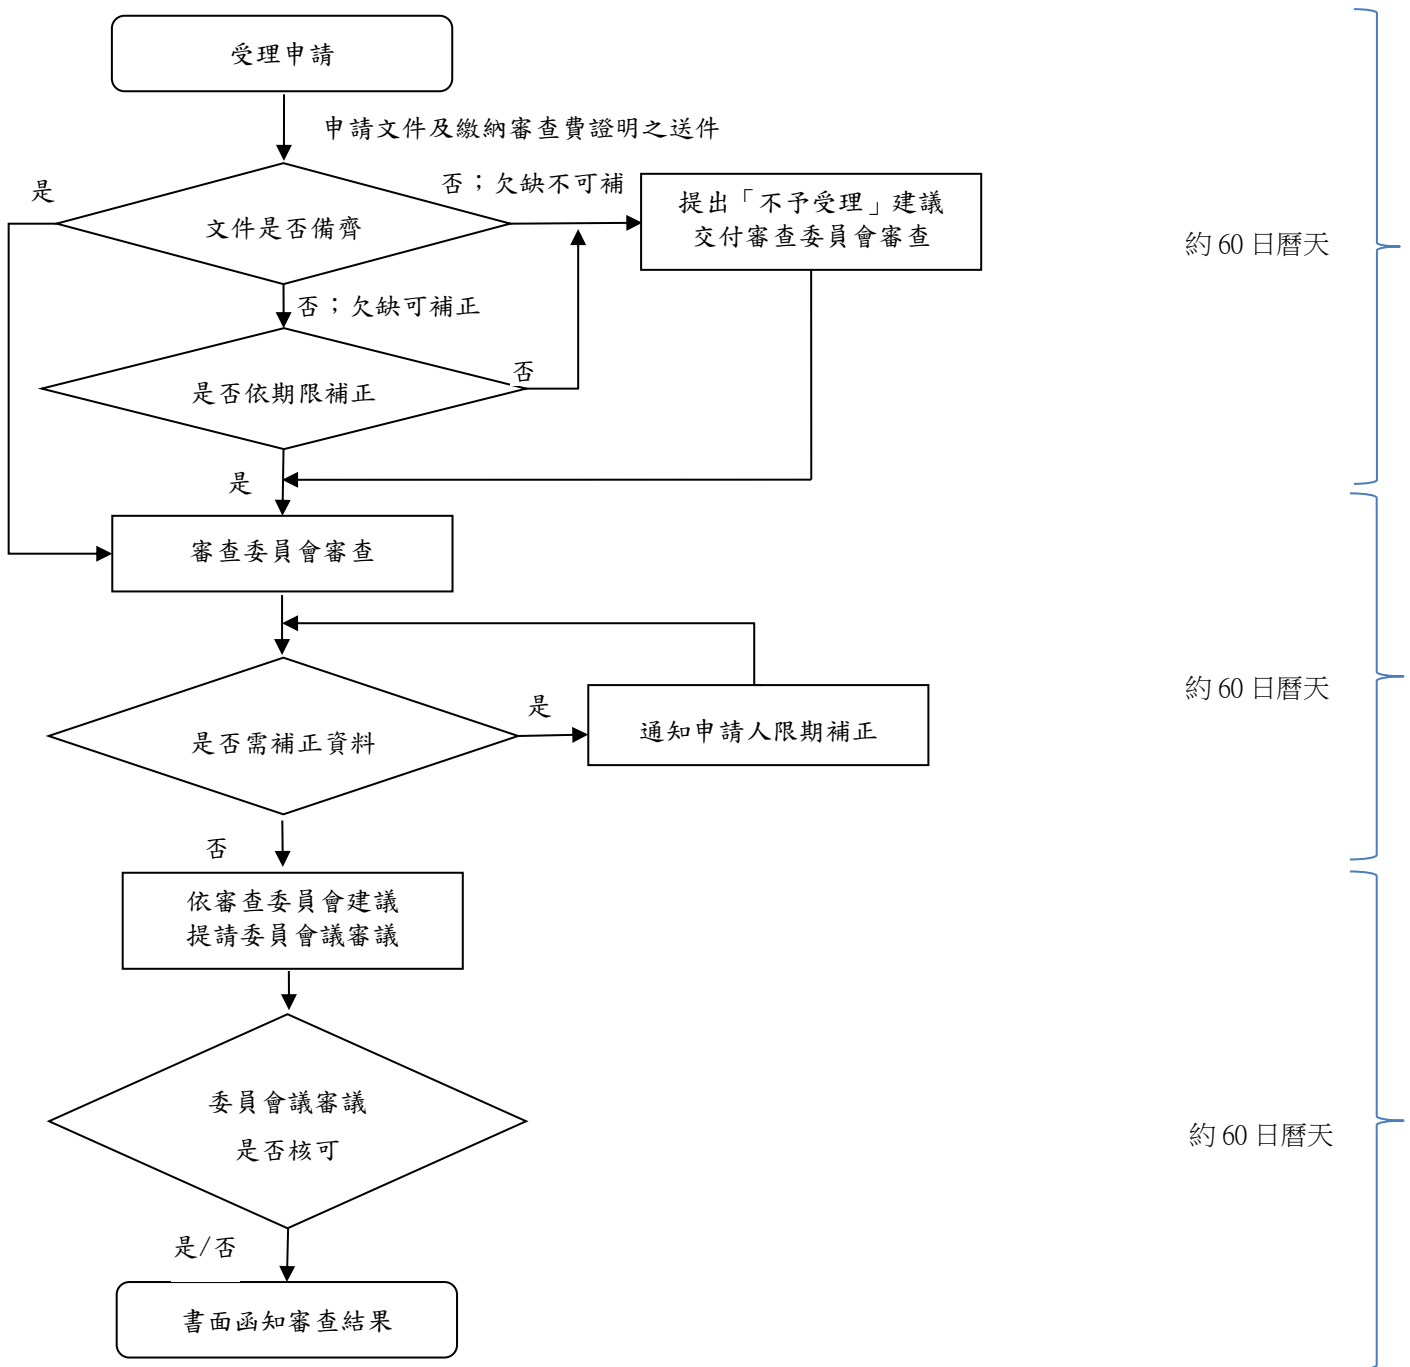 受理申請
申請文件及繳納審查費證明之送件
是
否；欠缺不可補
提出「不予受理」建議
交付審查委員會審查
文件是否備齊
約 60 日曆天
否；欠缺可補正
否
是否依期限補正
是
審查委員會審查
約 60 日曆天
是
通知申請人限期補正
是否需補正資料
否
依審查委員會建議
提請委員會議審議
委員會議審議
是否核可
約 60 日曆天
是/否
書面函知審查結果